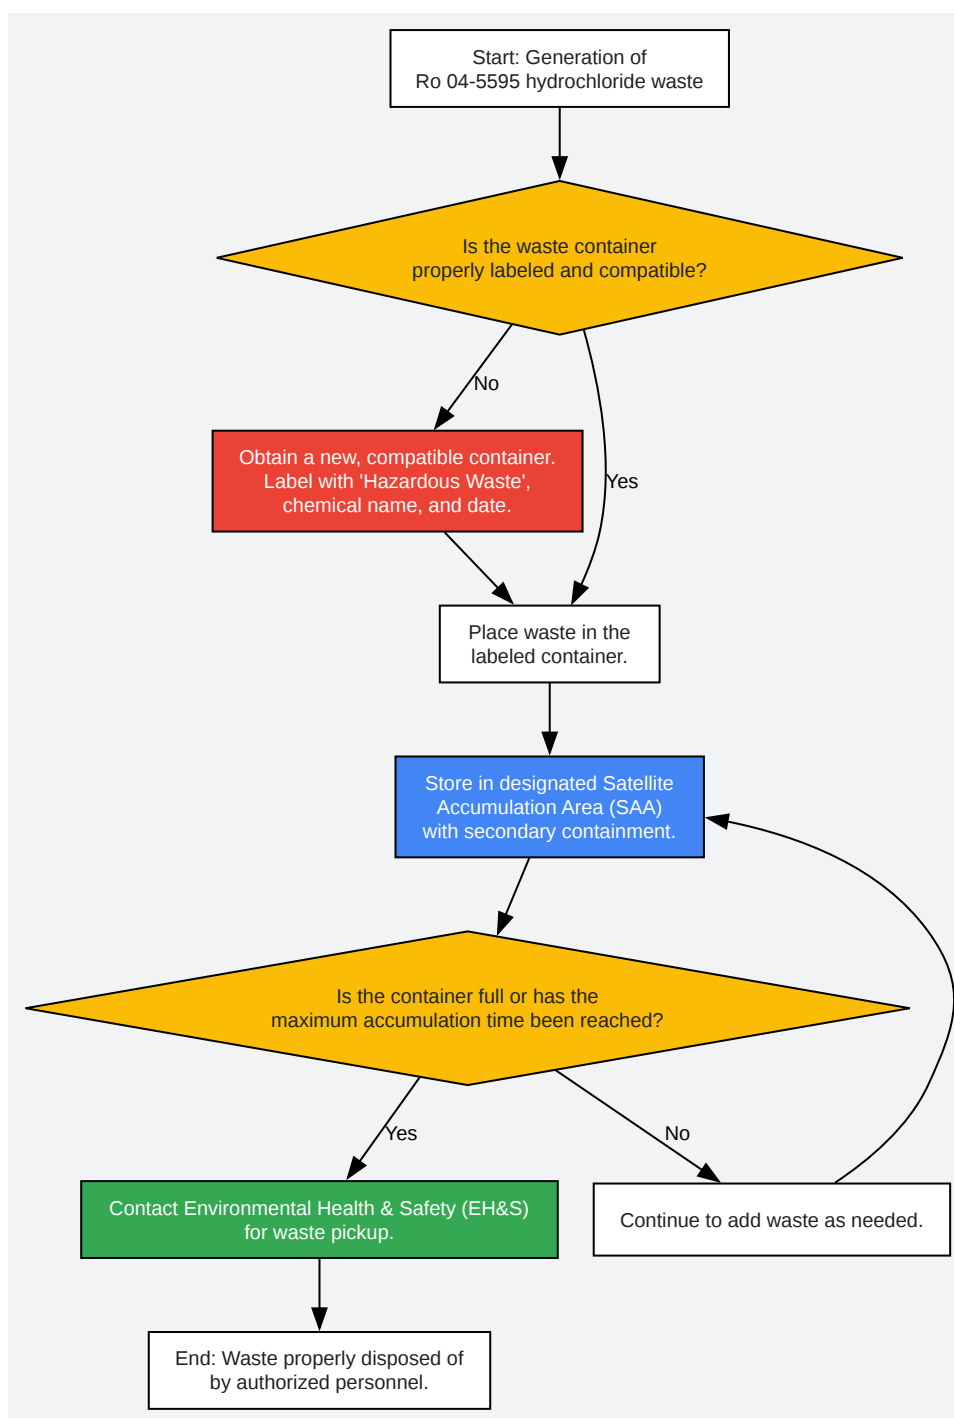 Start: Generation of
Ro 04-5595 hydrochloride waste
Is the waste container
properly labeled and compatible?
No
Obtain a new, compatible container.
Label with 'Hazardous Waste',
chemical name, and date.
Yes
Place waste in the
labeled container.
Store in designated Satellite
Accumulation Area (SAA)
with secondary containment.
Is the container full or has the
maximum accumulation time been reached?
Yes
No
Contact Environmental Health & Safety (EH&S)
for waste pickup.
Continue to add waste as needed.
End: Waste properly disposed of
by authorized personnel.